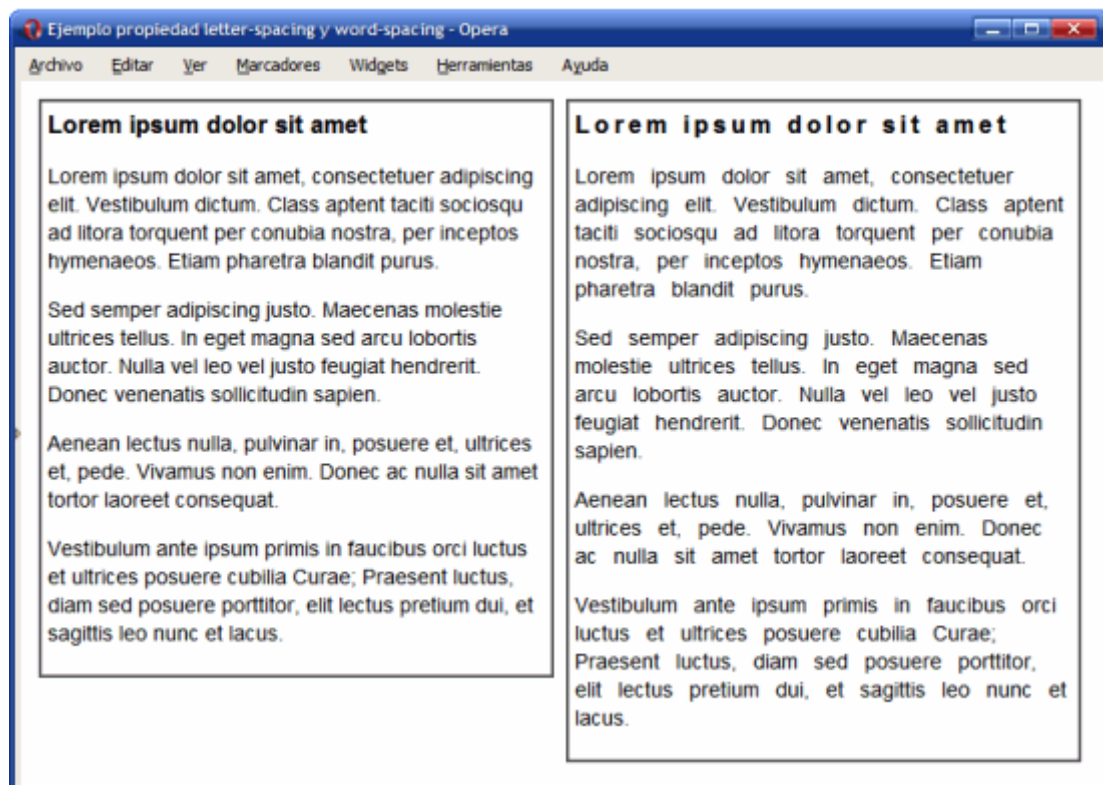 Ejemplo propiedad letter-spacing y word-spacing - Opera
Archivo Editar Ver Marcadores Widgets Herramientas Ayuda
Lorem ipsum dolor sit amet
Lorem ipsum dolor sit amet, consectetuer adipiscing
elit. Vestibulum dictum. Class aptent taciti sociosqu
ad litora torquent per conubia nostra, per inceptos
hymenaeos. Etiam pharetra blandit purus.
Sed semper adipiscing justo. Maecenas molestie
ultrices tellus. In eget magna sed arcu lobortis
auctor. Nulla vel leo vel justo feugiat hendrerit.
Donec venenatis sollicitudin sapien.
Aenean lectus nulla, pulvinar in, posuere et, ultrices
et, pede. Vivamus non enim. Donec ac nulla sit amet
tortor laoreet consequat.
Vestibulum ante ipsum primis in faucibus orci luctus
et ultrices posuere cubilia Curae; Praesent luctus,
diam sed posuere porttitor, elit lectus pretium dui, et
sagittis leo nunc et lacus.
Lorem ipsum dolor sit amet
Lorem ipsum dolor sit amet, consectetuer
adipiscing elit. Vestibulum dictum. Class aptent
taciti sociosqu ad litora torquent per conubia
nostra, per inceptos hymenaeos. Etiam
pharetra blandit purus.
Sed semper adipiscing justo. Maecenas
molestie ultrices tellus. In eget magna sed
arcu lobortis auctor. Nulla vel leo vel justo
feugiat hendrerit. Donec venenatis sollicitudin
sapien.
Aenean lectus nulla, pulvinar in, posuere et,
ultrices et, pede. Vivamus non enim. Donec
ac nulla sit amet tortor laoreet consequat.
Vestibulum ante ipsum primis in faucibus orci
luctus et ultrices posuere cubilia Curae;
Praesent luctus, diam sed posuere porttitor,
elit lectus pretium dui, et sagittis leo nunc et
lacus.